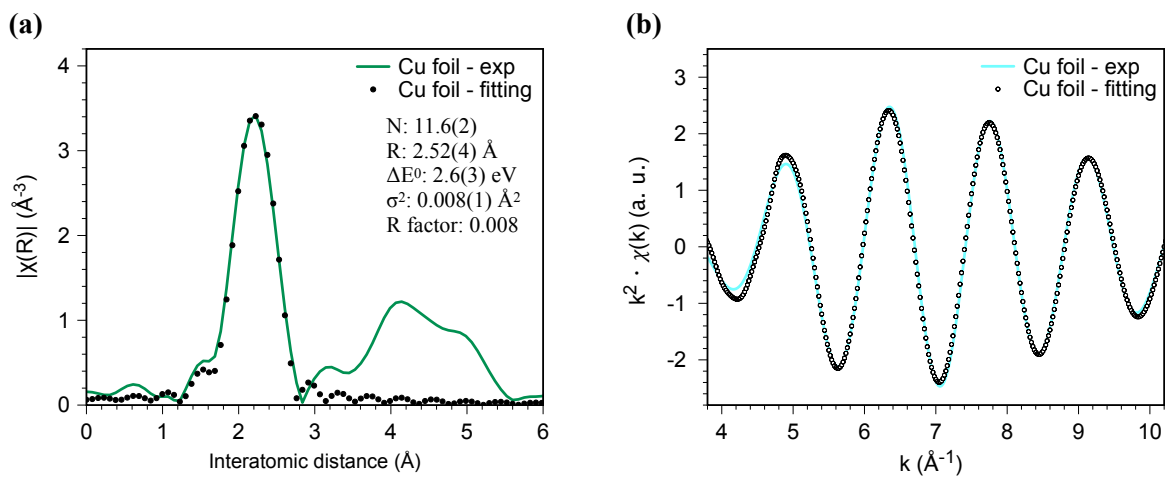 (a)
4
3
2
1
0
0 1 2 3 4 5 6
|χ(R)| (Å⁻³)
Interatomic distance (Å)
Cu foil - exp
Cu foil - fitting
N: 11.6(2)
R: 2.52(4) Å
ΔE⁰: 2.6(3) eV
σ²: 0.008(1) Å²
R factor: 0.008
(b)
3
2
1
0
-1
-2
4 5 6 7 8 9 10
k² · χ(k) (a. u.)
k (Å⁻¹)
Cu foil - exp
Cu foil - fitting